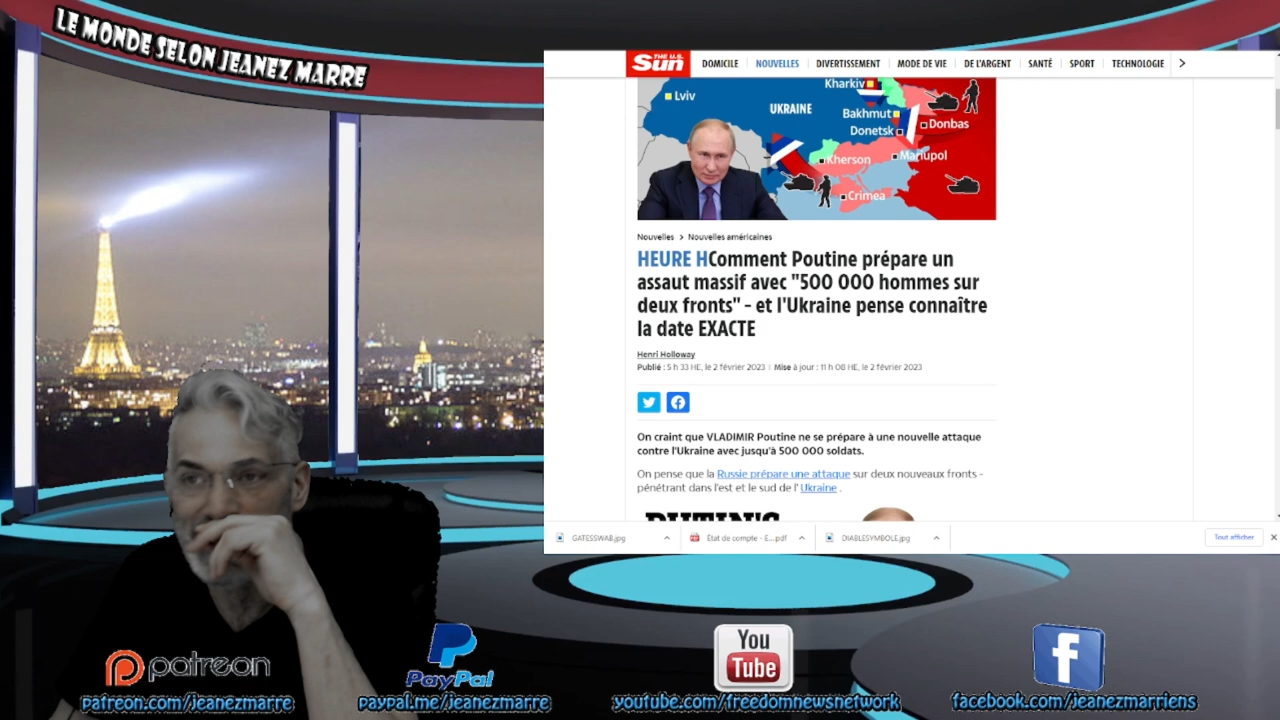 LE MONDE SELON JEANEZ MARRE
THE U.S. Sun
DOMICILE NOUVELLES DIVERTISSEMENT MODE DE VIE DE L'ARGENT SANTÉ SPORT TECHNOLOGIE
Lviv
UKRAINE
Kharkiv
Bakhmut
Donetsk
Donbas
Kherson
Mariupol
Crimea
Nouvelles > Nouvelles américaines
HEURE HComment Poutine prépare un
assaut massif avec "500 000 hommes sur
deux fronts" - et l'Ukraine pense connaître
la date EXACTE
Henri Holloway
Publié : 5 h 33 HE, le 2 février 2023 | Mise à jour : 11 h 08 HE, le 2 février 2023
On craint que VLADIMIR Poutine ne se prépare à une nouvelle attaque
contre l'Ukraine avec jusqu'à 500 000 soldats.
On pense que la Russie prépare une attaque sur deux nouveaux fronts -
pénétrant dans l'est et le sud de l' Ukraine .
PUTIN'S
GATESSWAB.jpg
Etat de compte - E...pdf
DIABLESYMBOLE.jpg
Tout afficher
patreon
patreon.com/jeanezmarre
PayPal
paypal.me/jeanezmarre
You
Tube
youtube.com/freedomnewsnetwork
f
facebook.com/jeanezmarriens